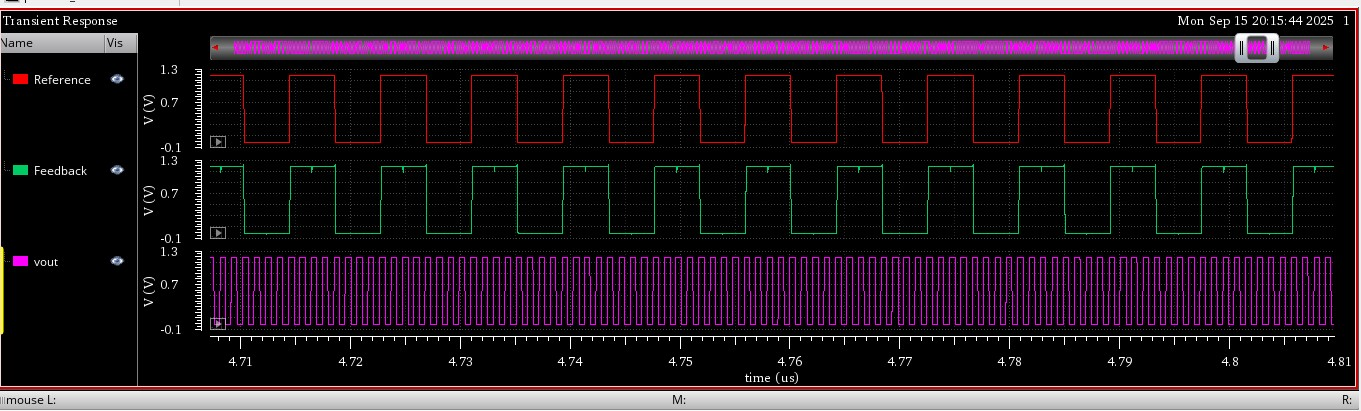 Transient Response
Mon Sep 15 20:15:44 2025 1
Name Vis
Reference
Feedback
vout
1.3
0.7
-0.1
V (V)
1.3
0.7
-0.1
V (V)
1.3
0.7
-0.1
V (V)
4.71 4.72 4.73 4.74 4.75 4.76 4.77 4.78 4.79 4.8 4.81
time (us)
mouse L: M: R: